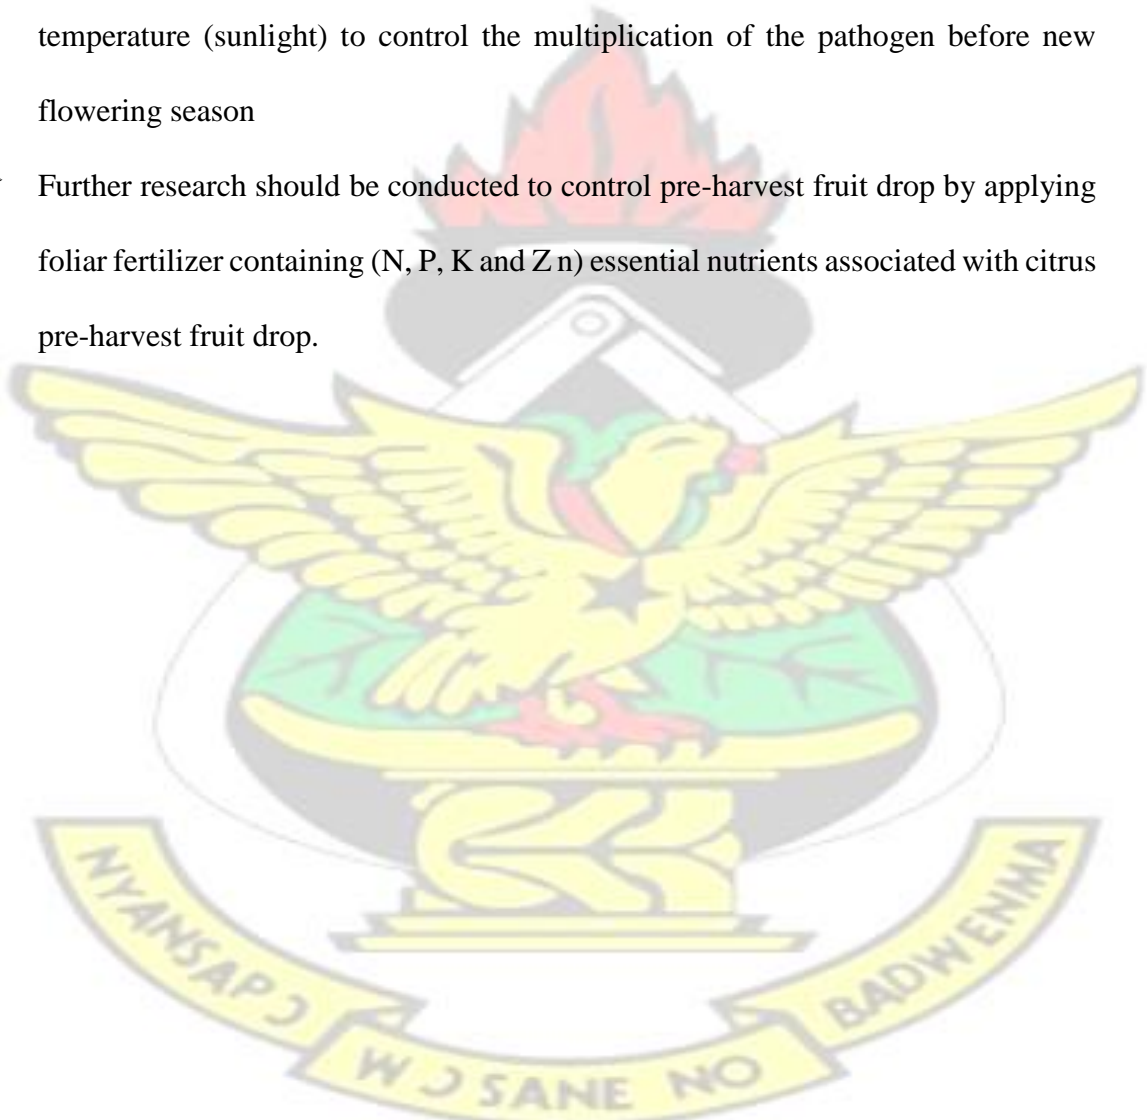 temperature (sunlight) to control the multiplication of the pathogen before new
flowering season
Further research should be conducted to control pre-harvest fruit drop by applying
foliar fertilizer containing (N, P, K and Z n) essential nutrients associated with citrus
pre-harvest fruit drop.
NYANSAPƆ WƆSANE NO BADWENMA